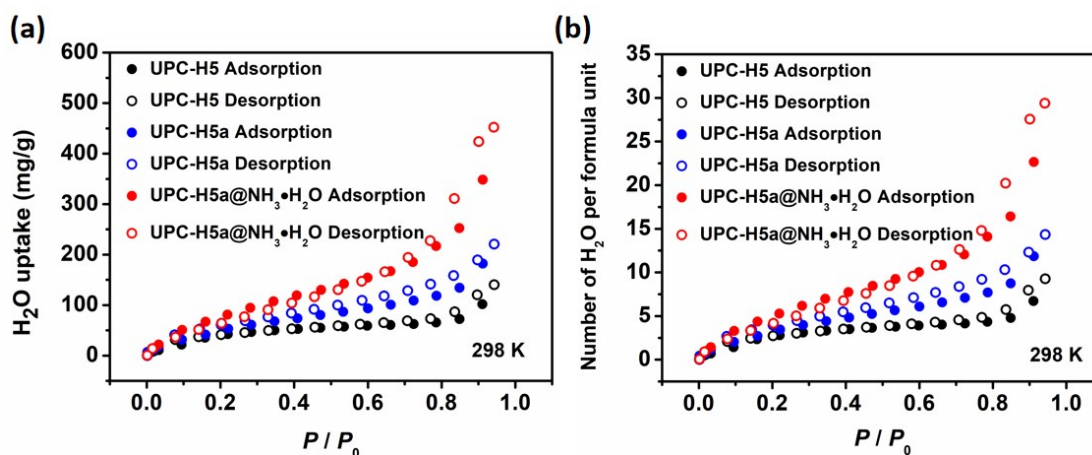 (a)
600
500
400
300
200
100
0
H₂O uptake (mg/g)
UPC-H5 Adsorption
UPC-H5 Desorption
UPC-H5a Adsorption
UPC-H5a Desorption
UPC-H5a@NH₃•H₂O Adsorption
UPC-H5a@NH₃•H₂O Desorption
298 K
0.0 0.2 0.4 0.6 0.8 1.0
P / P₀
(b)
35
30
25
20
15
10
5
0
Number of H₂O per formula unit
UPC-H5 Adsorption
UPC-H5 Desorption
UPC-H5a Adsorption
UPC-H5a Desorption
UPC-H5a@NH₃•H₂O Adsorption
UPC-H5a@NH₃•H₂O Desorption
298 K
0.0 0.2 0.4 0.6 0.8 1.0
P / P₀